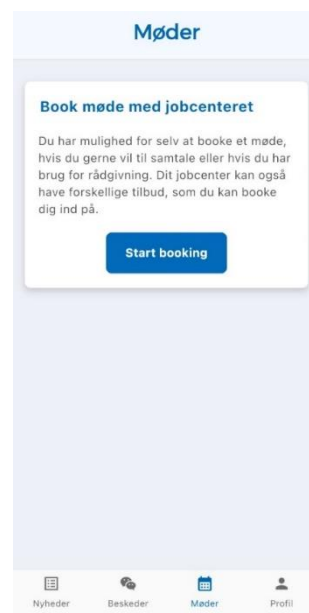 Møder
Book møde med jobcenteret
Du har mulighed for selv at booke et møde,
hvis du gerne vil til samtale eller hvis du har
brug for rådgivning. Dit jobcenter kan også
have forskellige tilbud, som du kan booke
dig ind på.
Start booking
Nyheder Beskeder Møder Profil